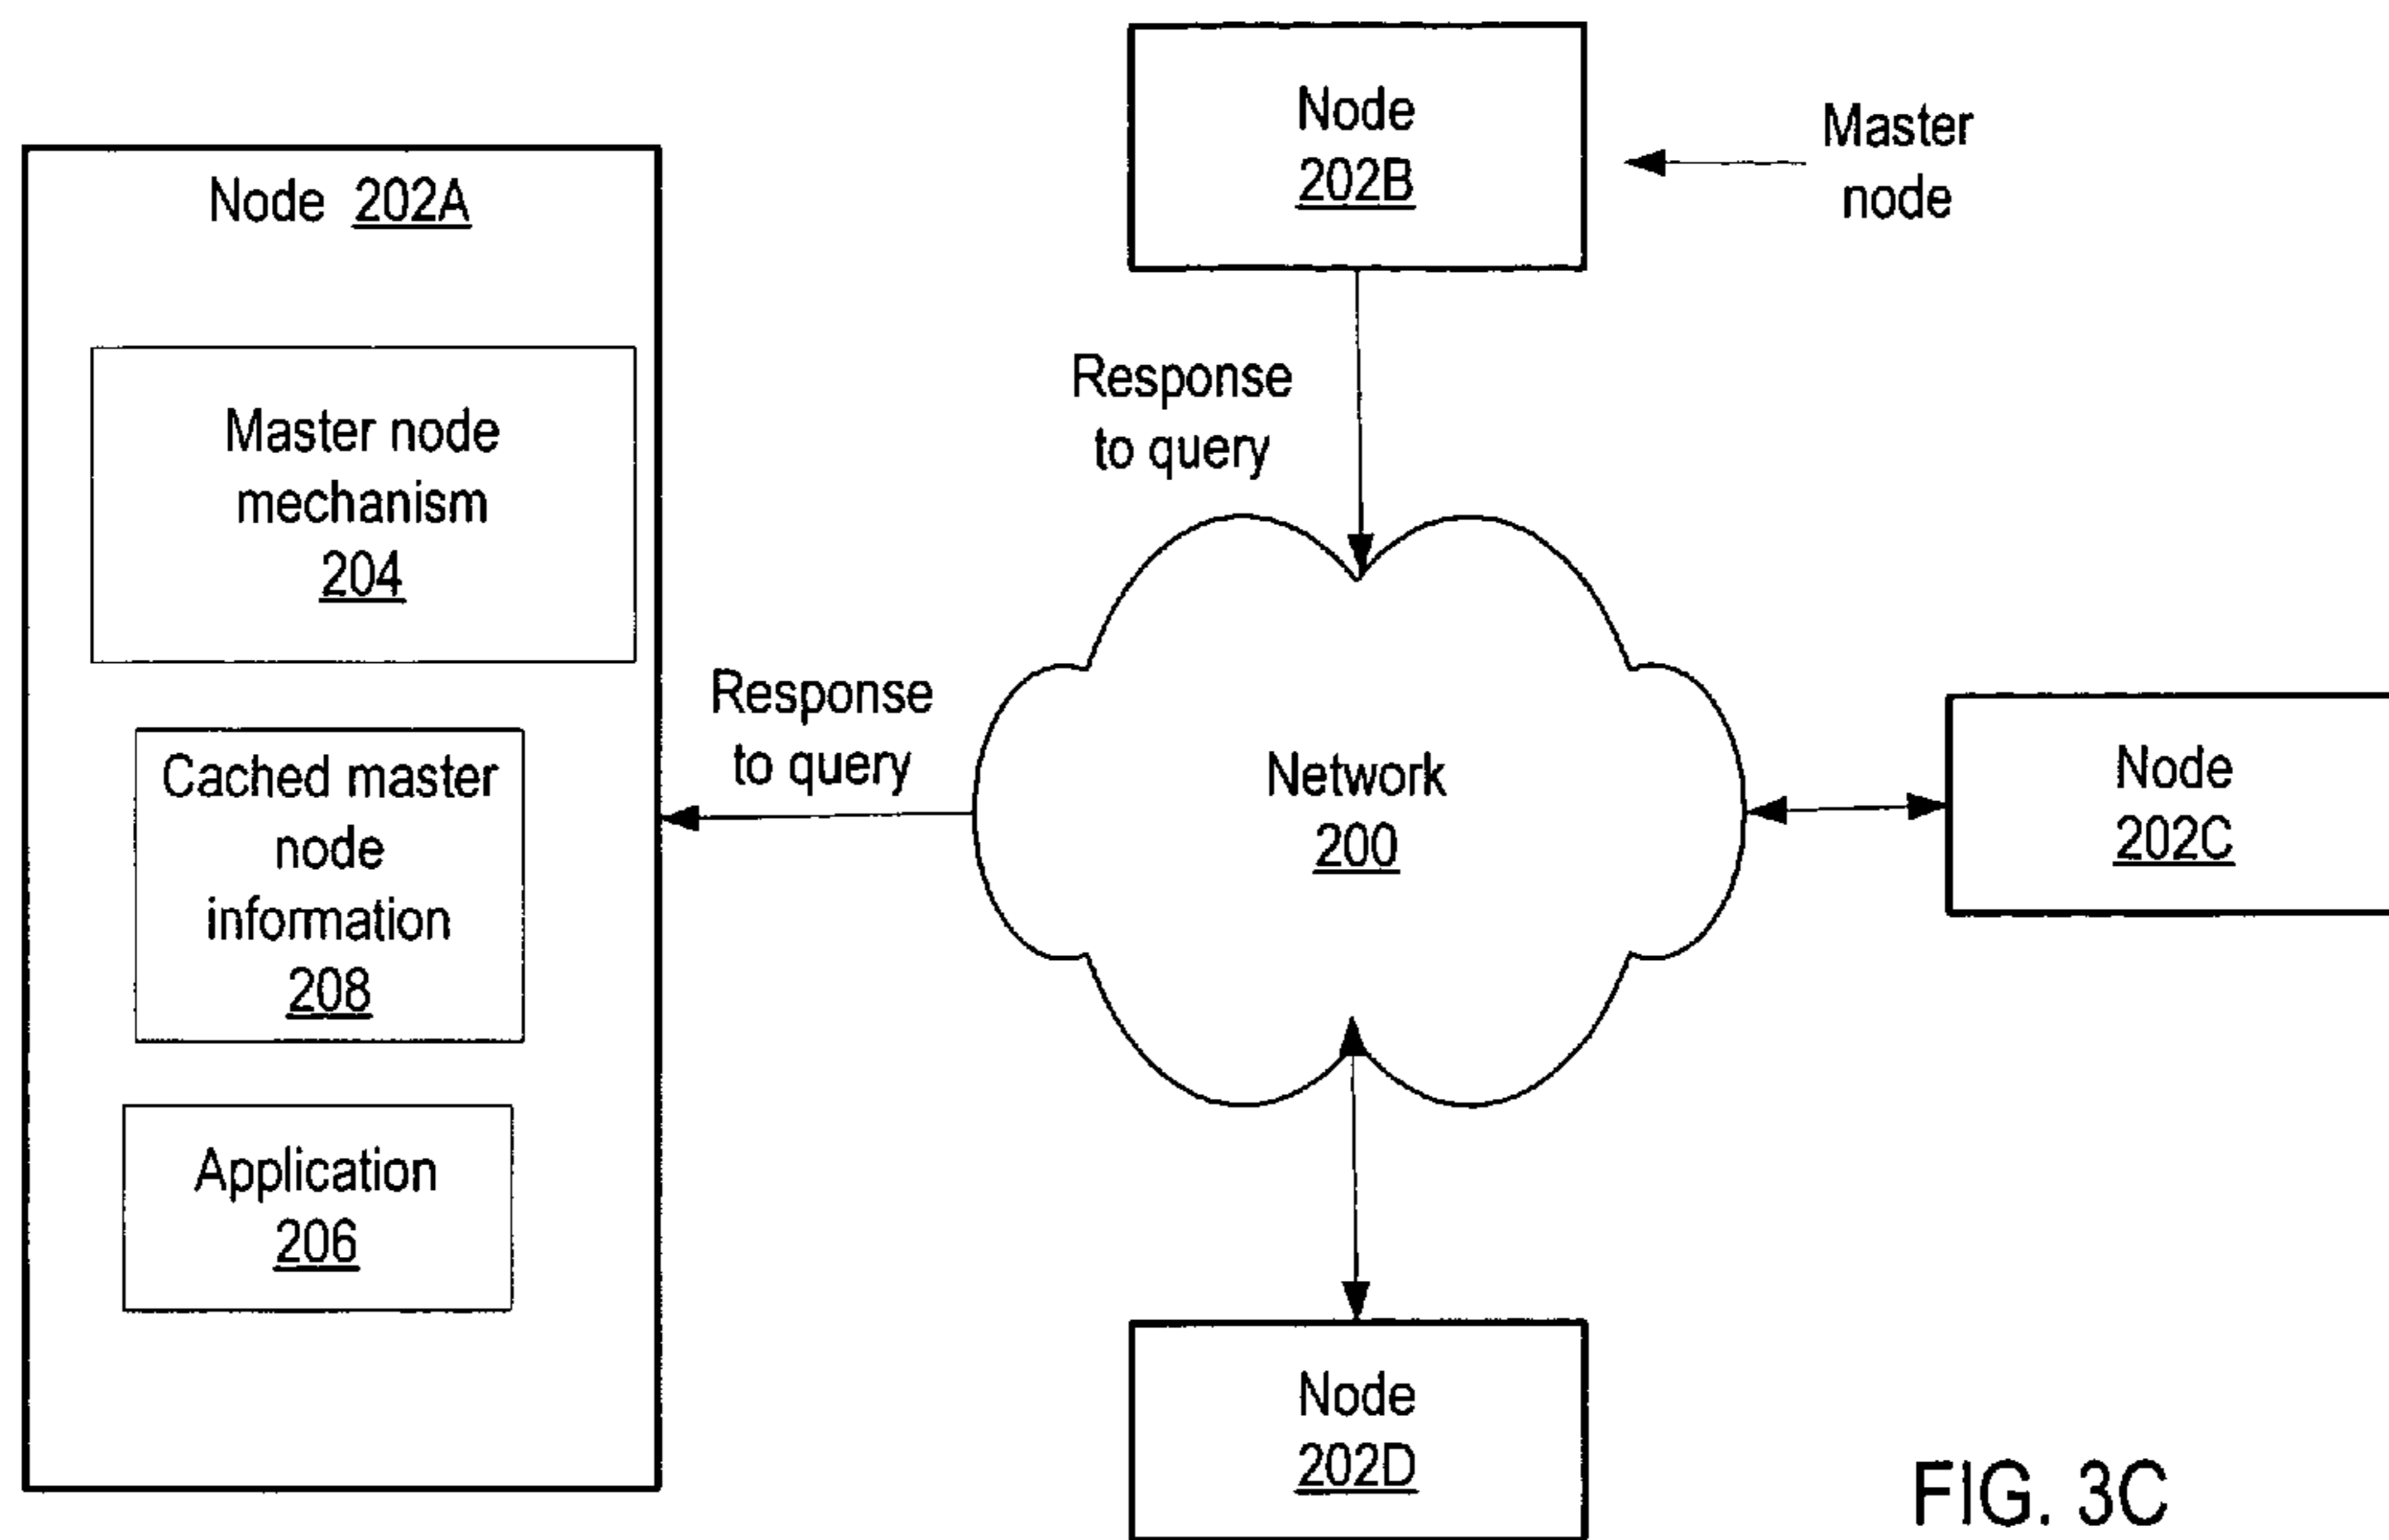 Node 202A
Master node
mechanism
204
Cached master
node
information
208
Application
206
Response
to query
Node
202B
Master
node
Response
to query
Network
200
Node
202C
Node
202D
FIG. 3C